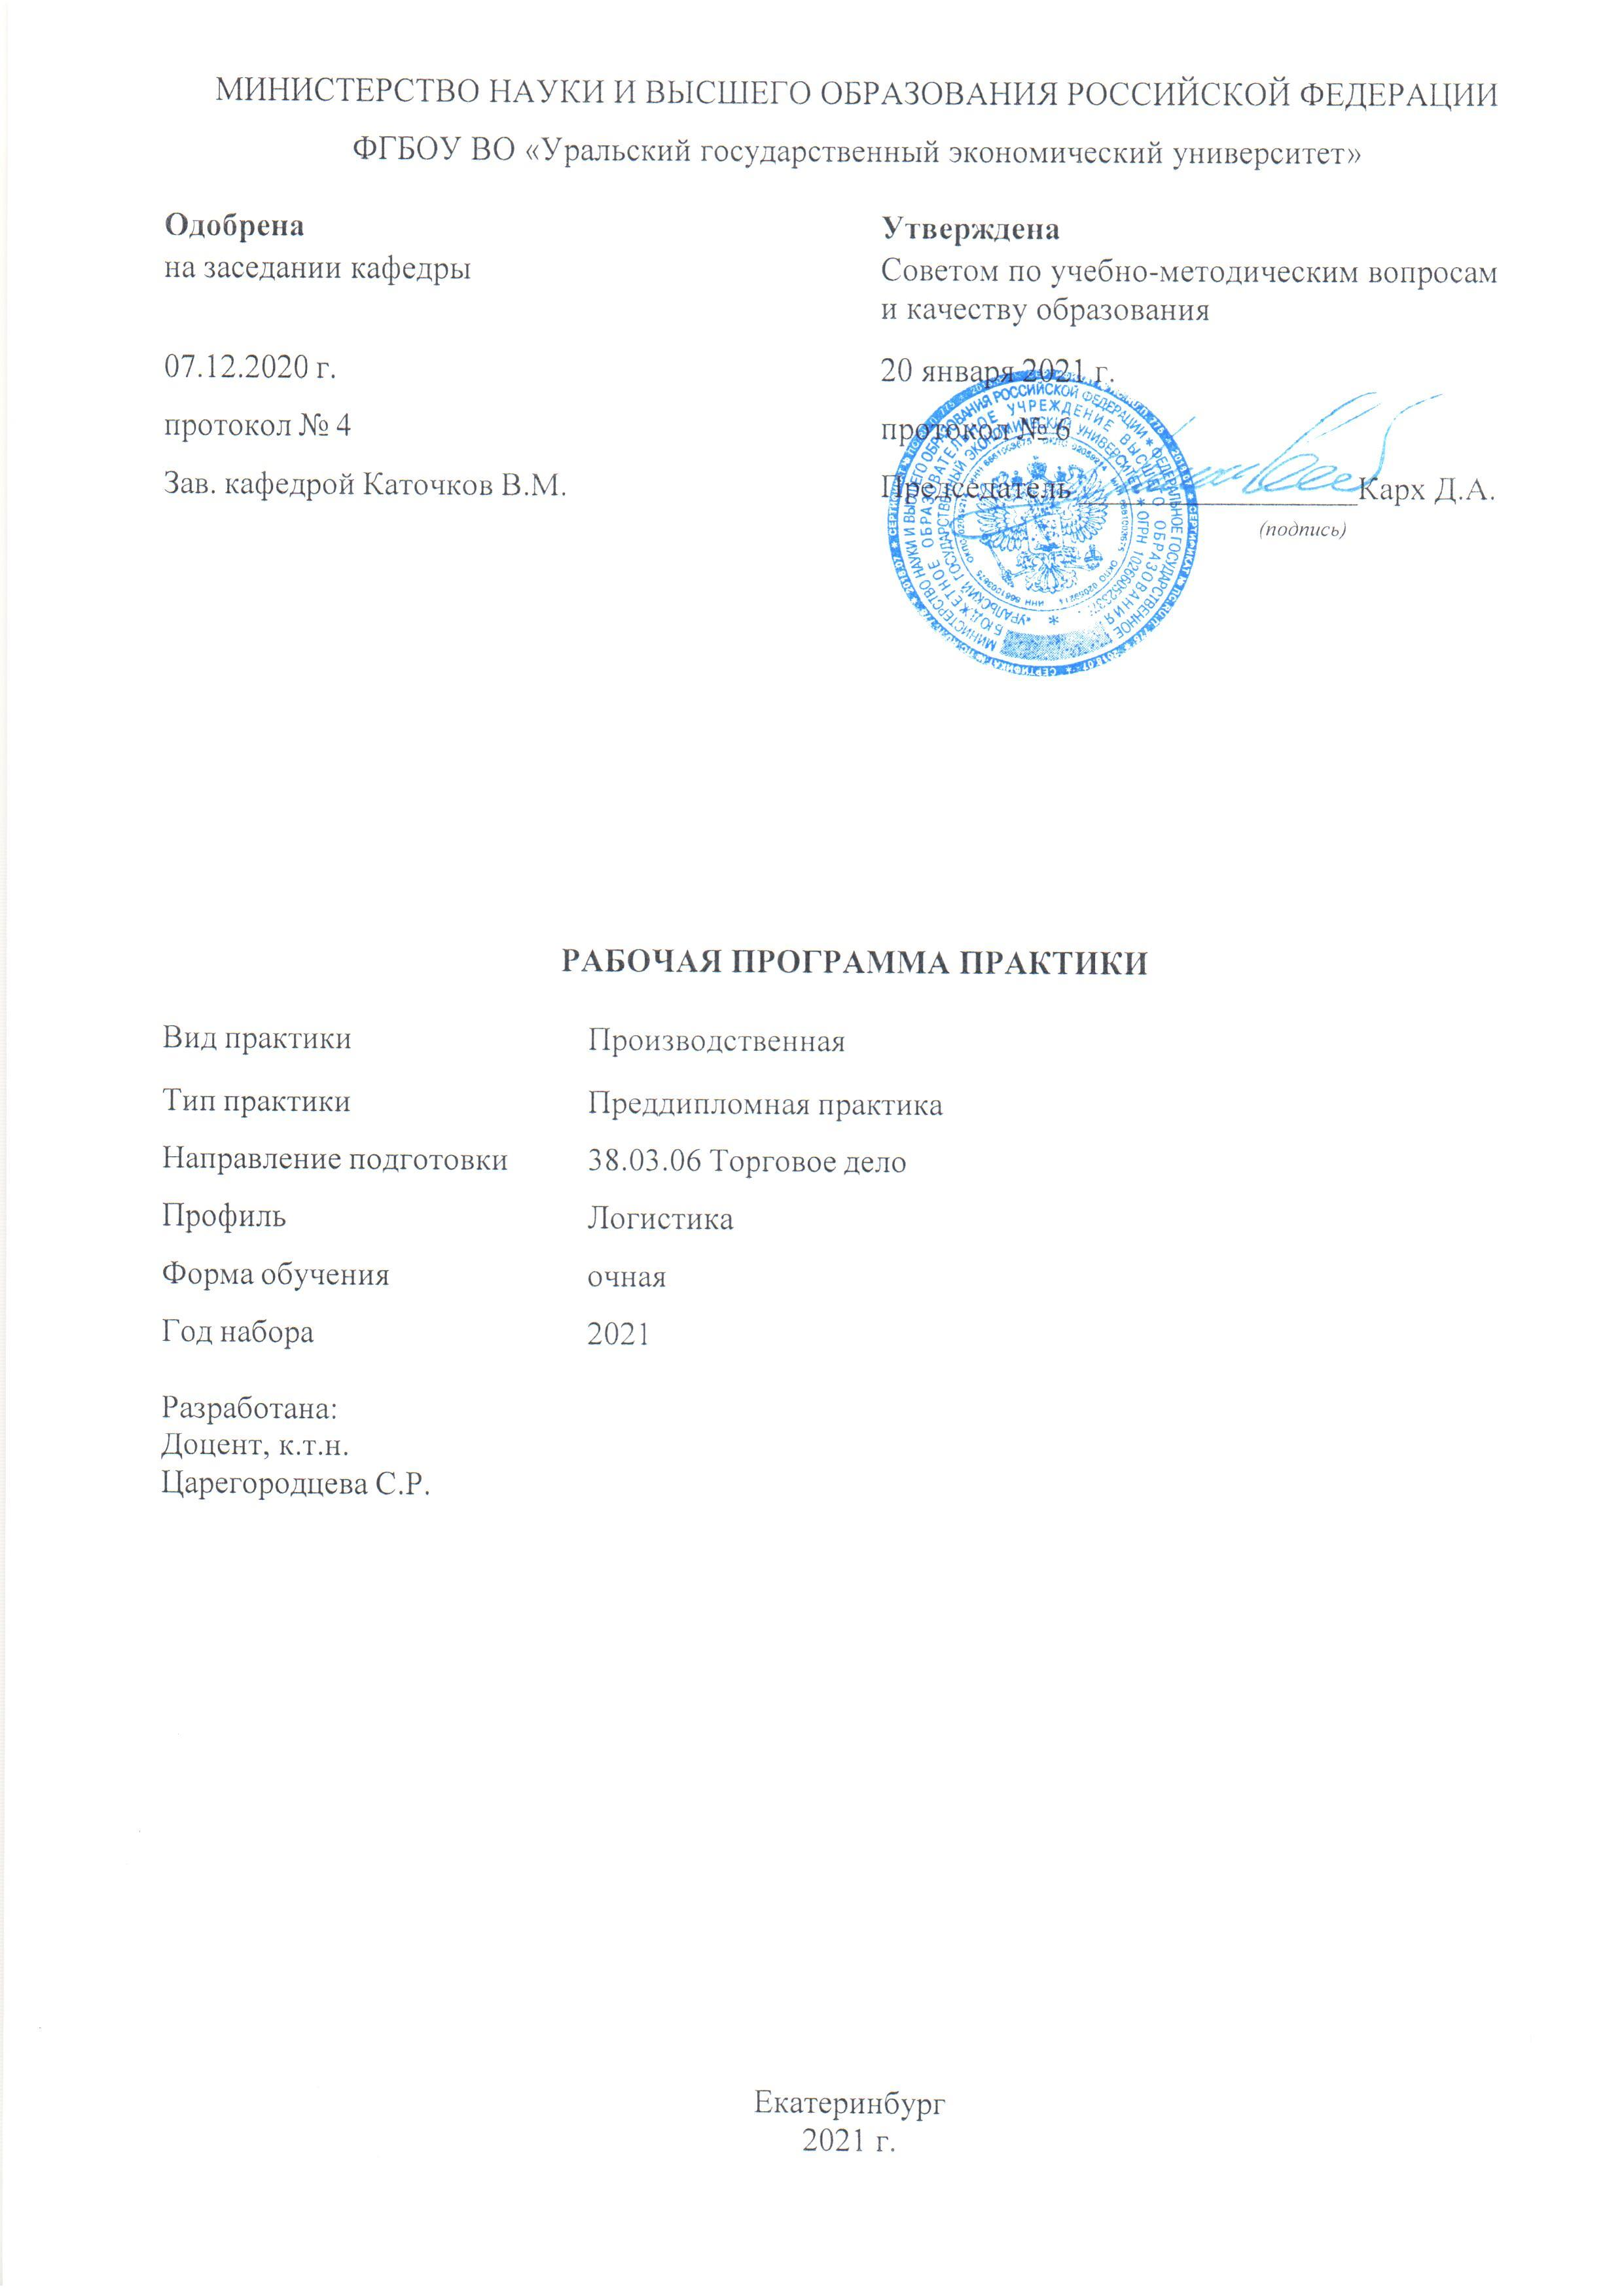 МИНИСТЕРСТВО НАУКИ И ВЫСШЕГО ОБРАЗОВАНИЯ РОССИЙСКОЙ ФЕДЕРАЦИИ
ФГБОУ ВО «Уральский государственный экономический университет»
Одобрена
на заседании кафедры
07.12.2020 г.
протокол № 4
Зав. кафедрой Каточков В.М.
Утверждена
Советом по учебно-методическим вопросам
и качеству образования
20 января 2021 г.
протокол № 6
Председатель Карх Д.А.
(подпись)
РАБОЧАЯ ПРОГРАММА ПРАКТИКИ
Вид практики Производственная
Тип практики Преддипломная практика
Направление подготовки 38.03.06 Торговое дело
Профиль Логистика
Форма обучения очная
Год набора 2021
Разработана:
Доцент, к.т.н.
Царегородцева С.Р.
Екатеринбург
2021 г.